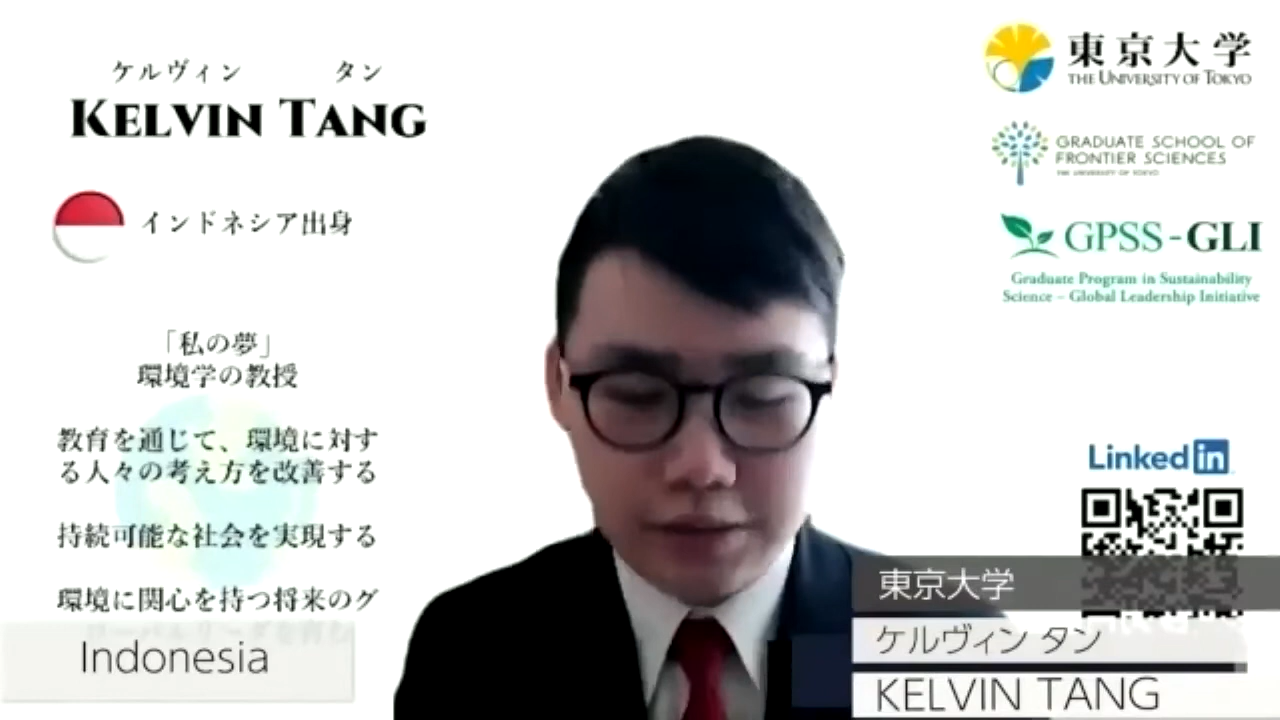 ケルヴィン タン
KELVIN TANG
インドネシア出身
「私の夢」
環境学の教授
教育を通じて、環境に対す
る人々の考え方を改善する
持続可能な社会を実現する
環境に関心を持つ将来のグ
Indonesia
東京大学
THE UNIVERSITY OF TOKYO
GRADUATE SCHOOL OF
FRONTIER SCIENCES
THE UNIVERSITY OF TOKYO
GPSS-GLI
Graduate Program in Sustainability
Science – Global Leadership Initiative
LinkedIn
東京大学
ケルヴィン タン
KELVIN TANG